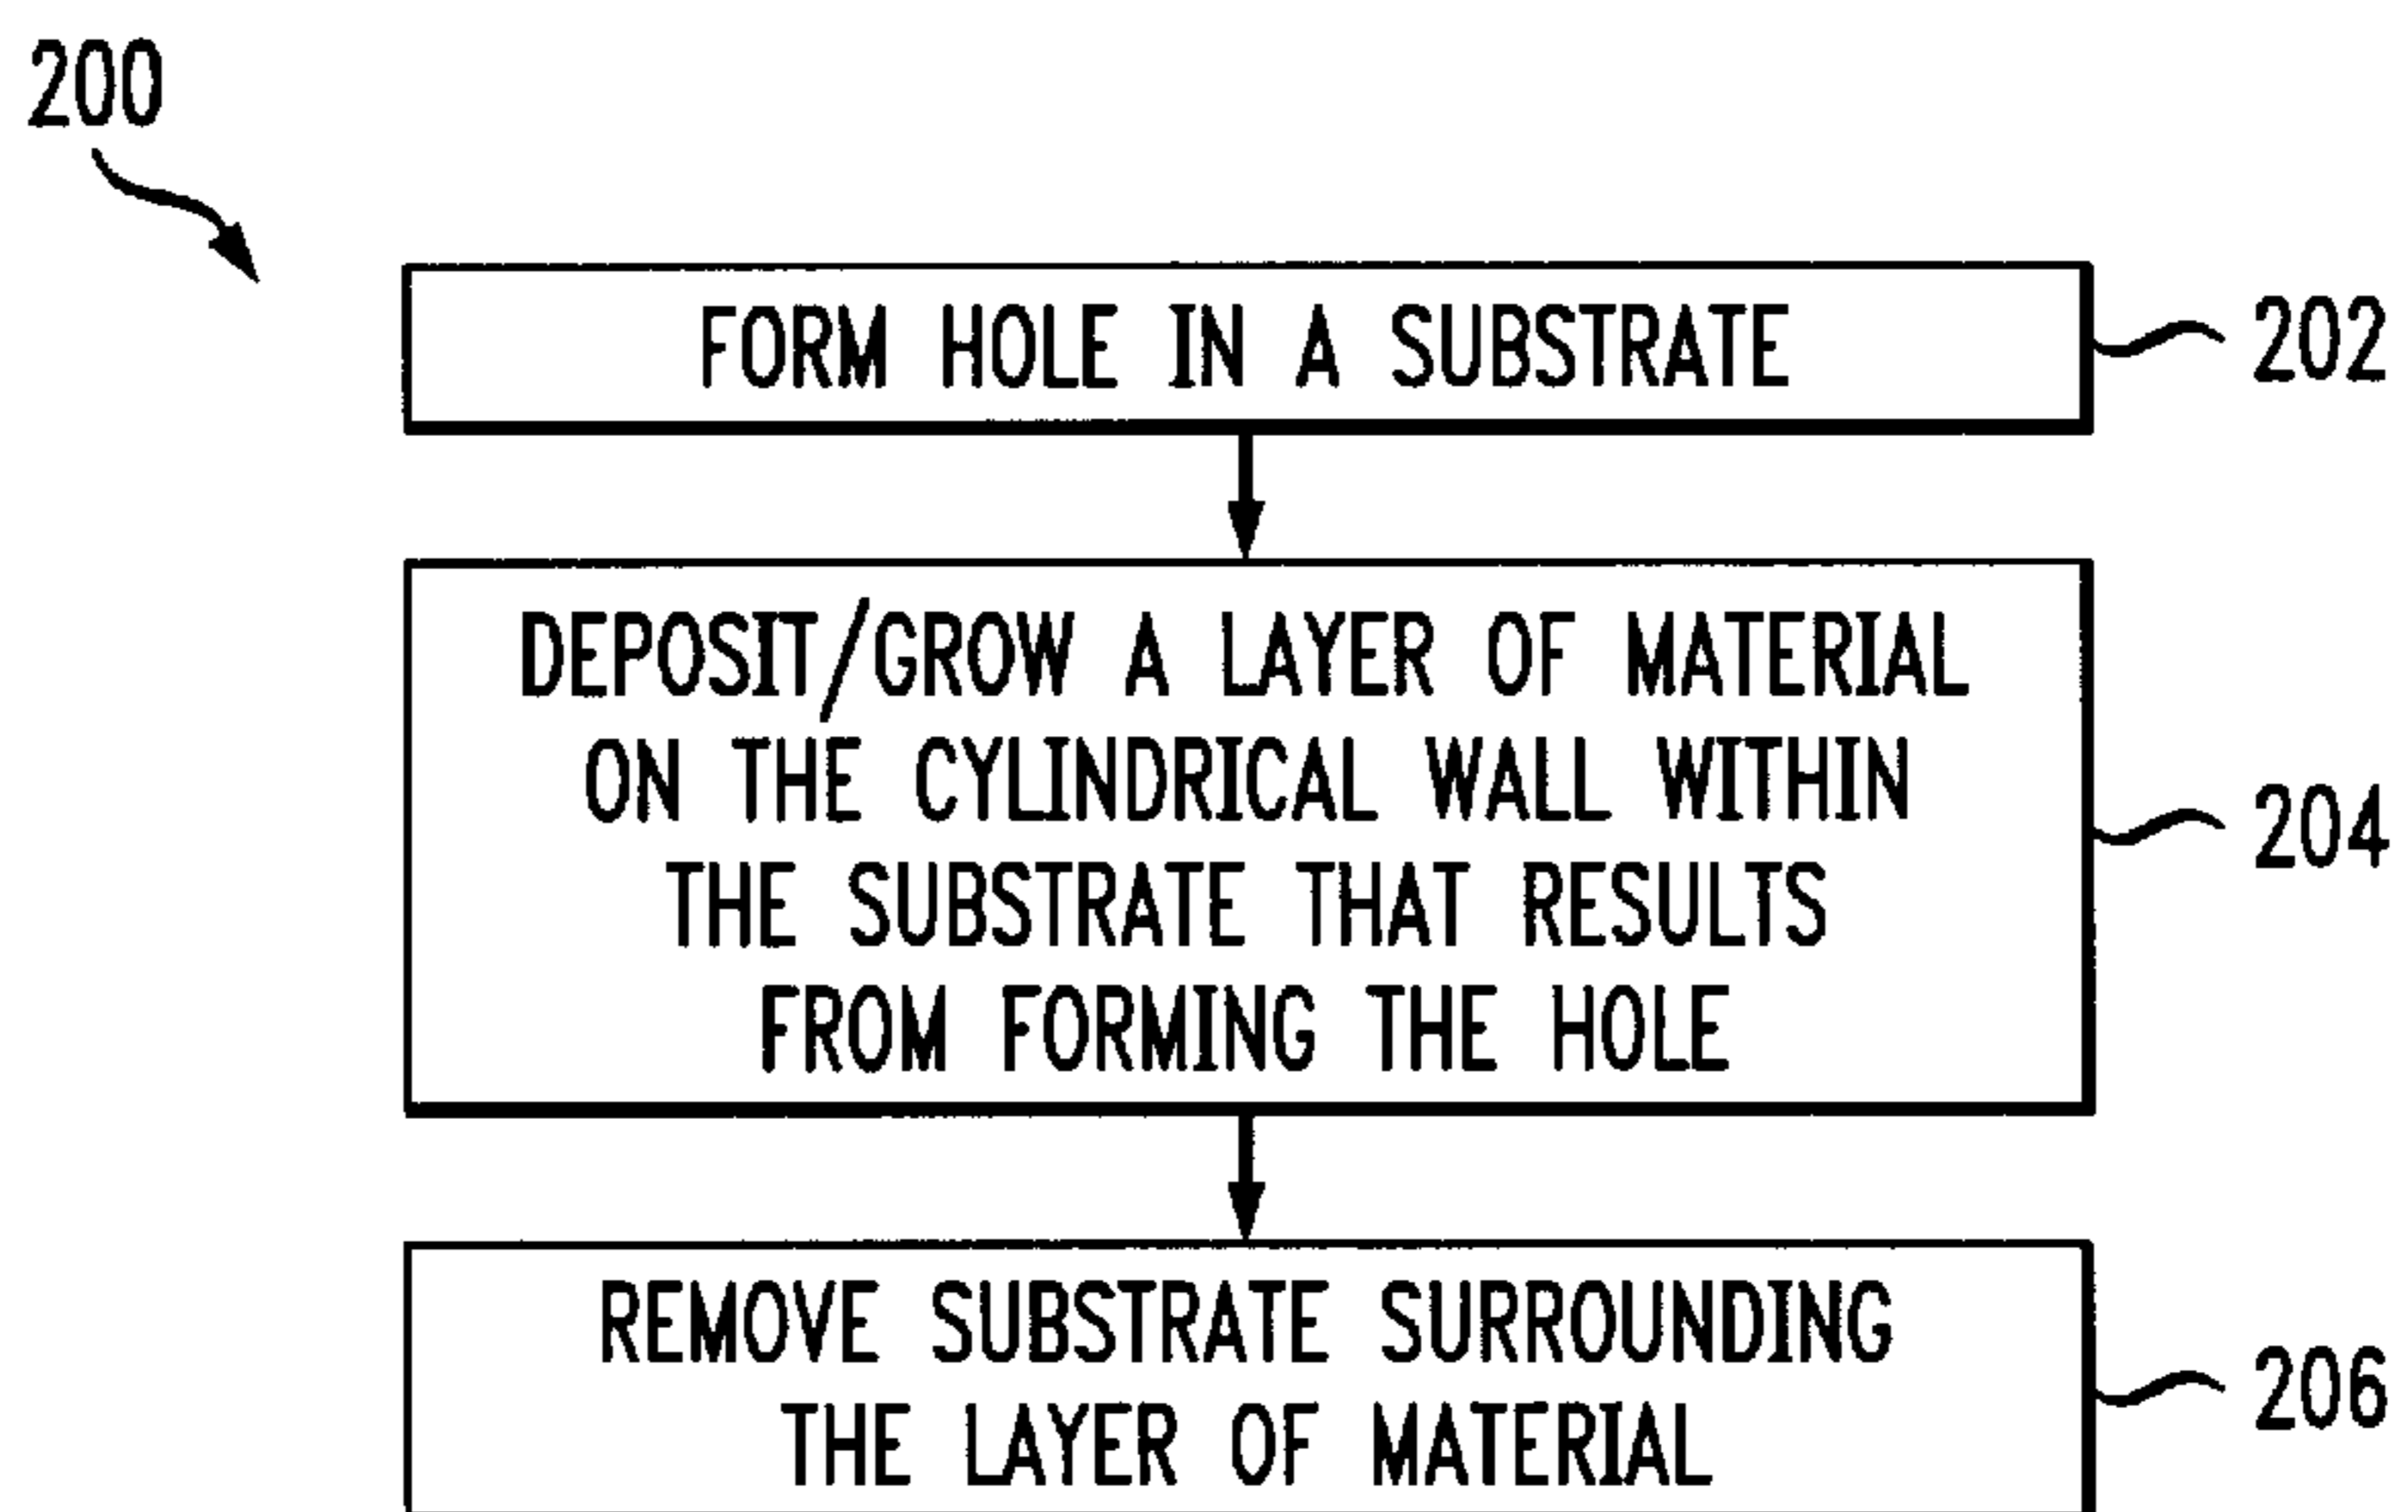 200
FORM HOLE IN A SUBSTRATE
202
DEPOSIT/GROW A LAYER OF MATERIAL
ON THE CYLINDRICAL WALL WITHIN
THE SUBSTRATE THAT RESULTS
FROM FORMING THE HOLE
204
REMOVE SUBSTRATE SURROUNDING
THE LAYER OF MATERIAL
206